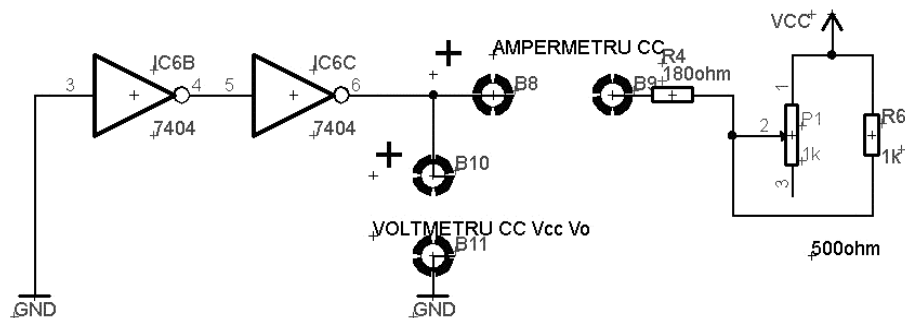 VCC
AMPERMETRU CC
IC6B
IC6C
+
R4
180ohm
3
4
5
6
B8
B9
1
7404
7404
2
P1
1k
R6
1k
+
B10
3
VOLTMETRU CC Vcc Vo
B11
500ohm
GND
GND